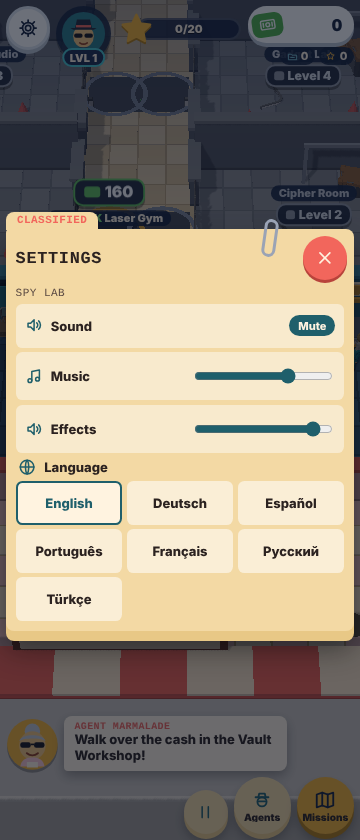 0/20
0
LVL 1
0
0
Level 4
Cipher Room
160
Laser Gym
Level 2
CLASSIFIED
SETTINGS
SPY LAB
Sound
Mute
Music
Effects
Language
English
Deutsch
Español
Português
Français
Русский
Türkçe
AGENT MARMALADE
Walk over the cash in the Vault
Workshop!
Agents
Missions